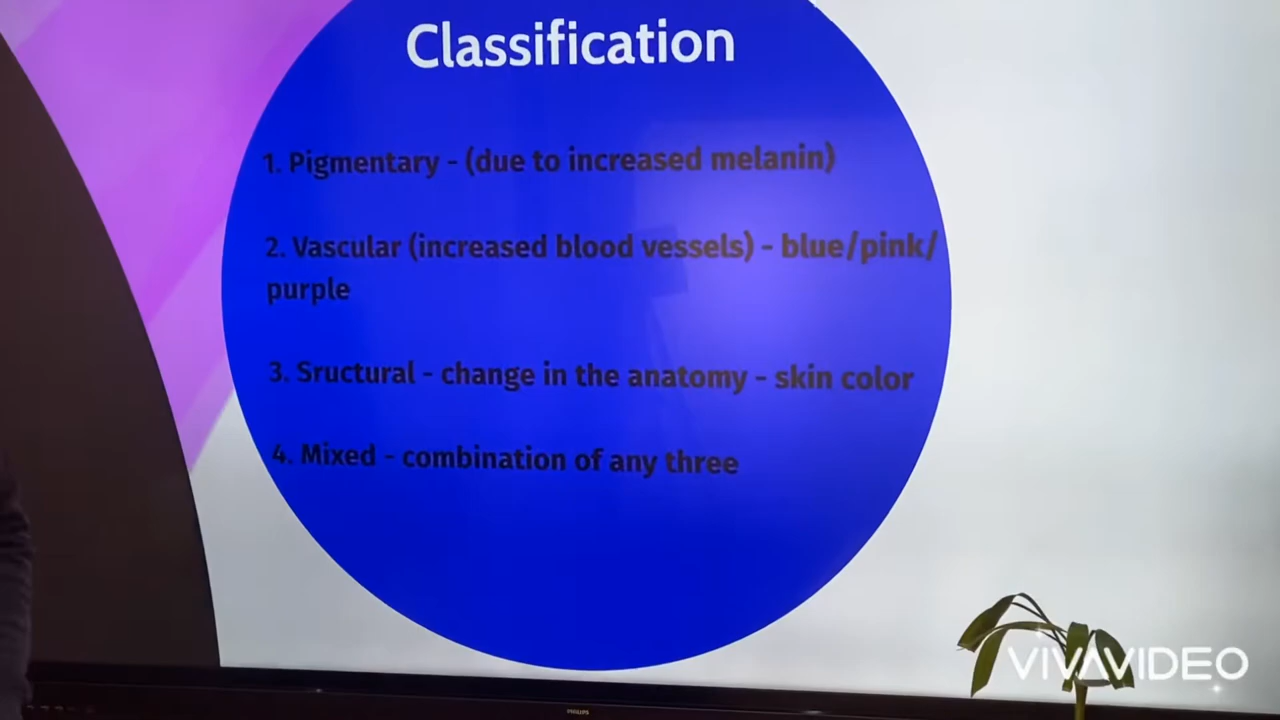 Classification
1. Pigmentary - (due to increased melanin)
2. Vascular (increased blood vessels) - blue/pink/
purple
3. Sructural - change in the anatomy - skin color
4. Mixed - combination of any three
VIVAVIDEO
PHILIPS